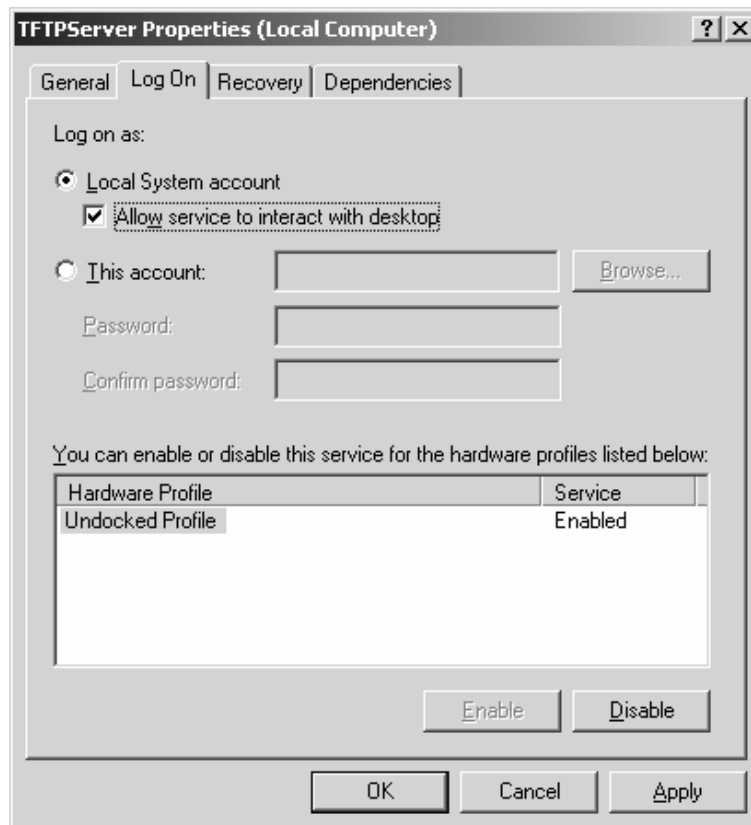 TFTPServer Properties (Local Computer)
General Log On Recovery Dependencies
Log on as:
Local System account
Allow service to interact with desktop
This account: Browse...
Password:
Confirm password:
You can enable or disable this service for the hardware profiles listed below:
Hardware Profile Service
Undocked Profile Enabled
Enable Disable
OK Cancel Apply